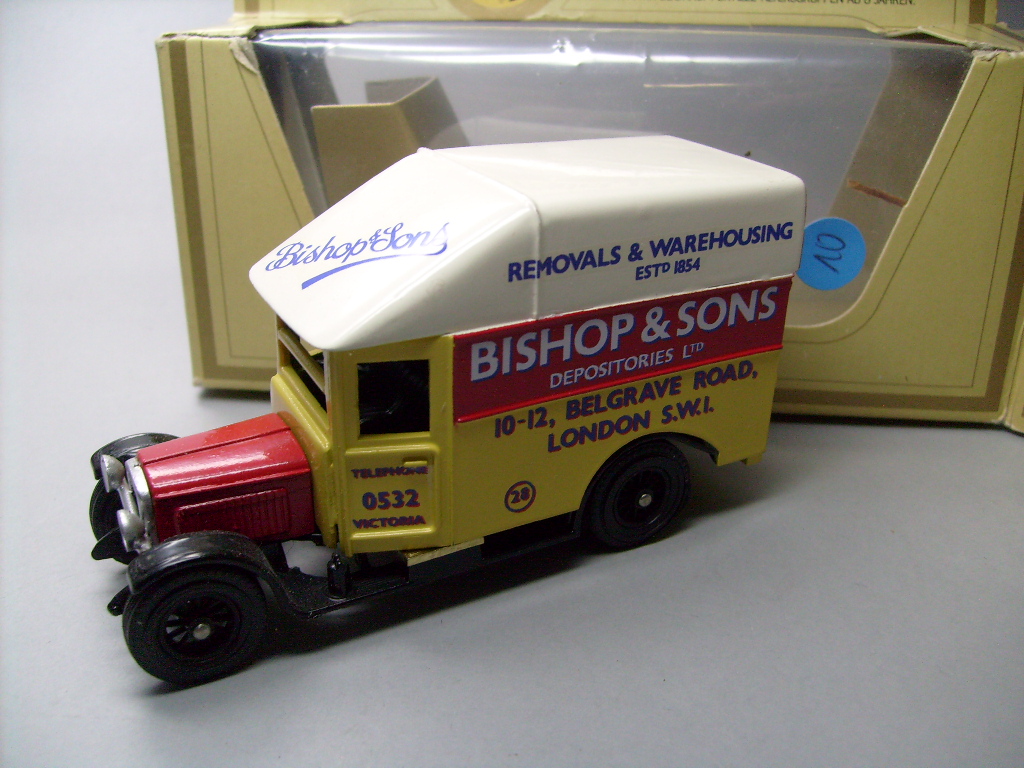 Bishop & Sons
REMOVALS & WAREHOUSING
ESTD 1854
BISHOP & SONS
DEPOSITORIES LTD
10-12, BELGRAVE ROAD,
LONDON S.W.1.
TELEPHONE
0532
VICTORIA
28
10